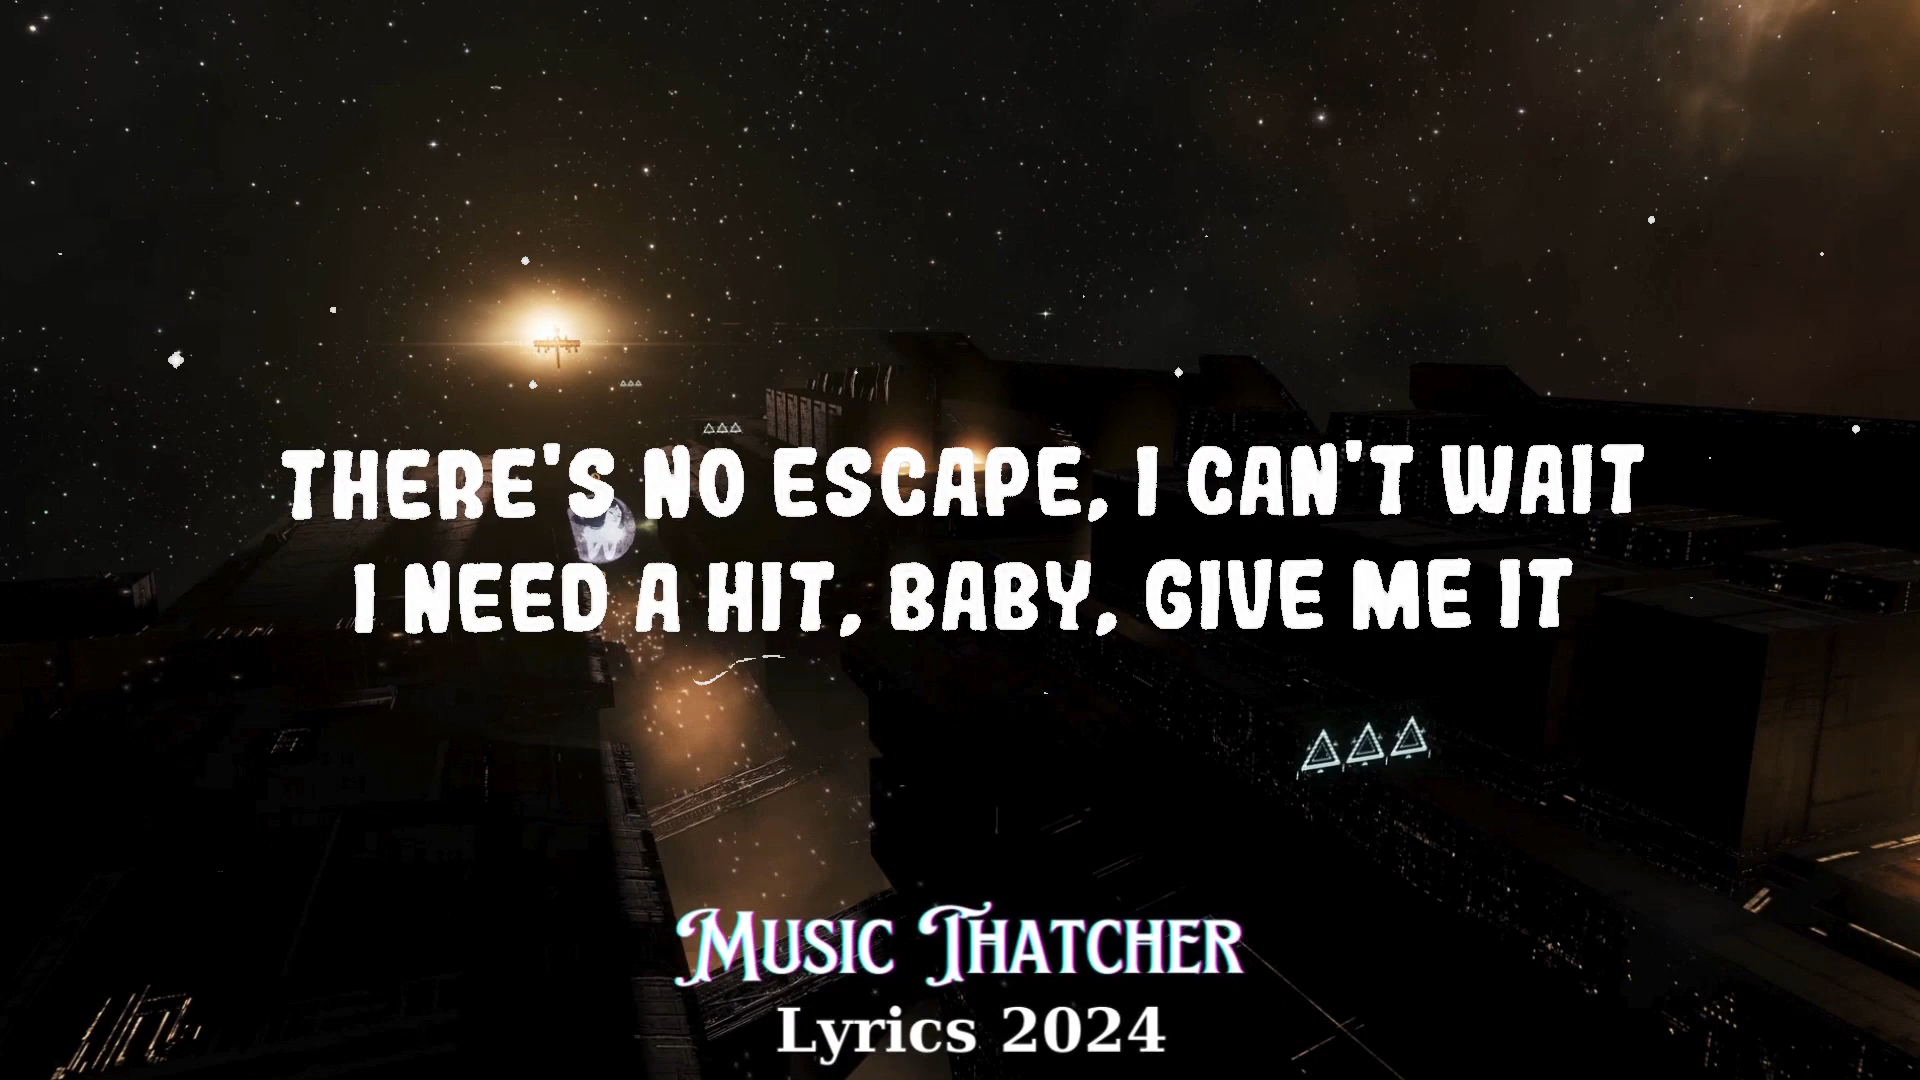 THERE'S NO ESCAPE, I CAN'T WAIT
I NEED A HIT, BABY, GIVE ME IT
MUSIC THATCHER
Lyrics 2024